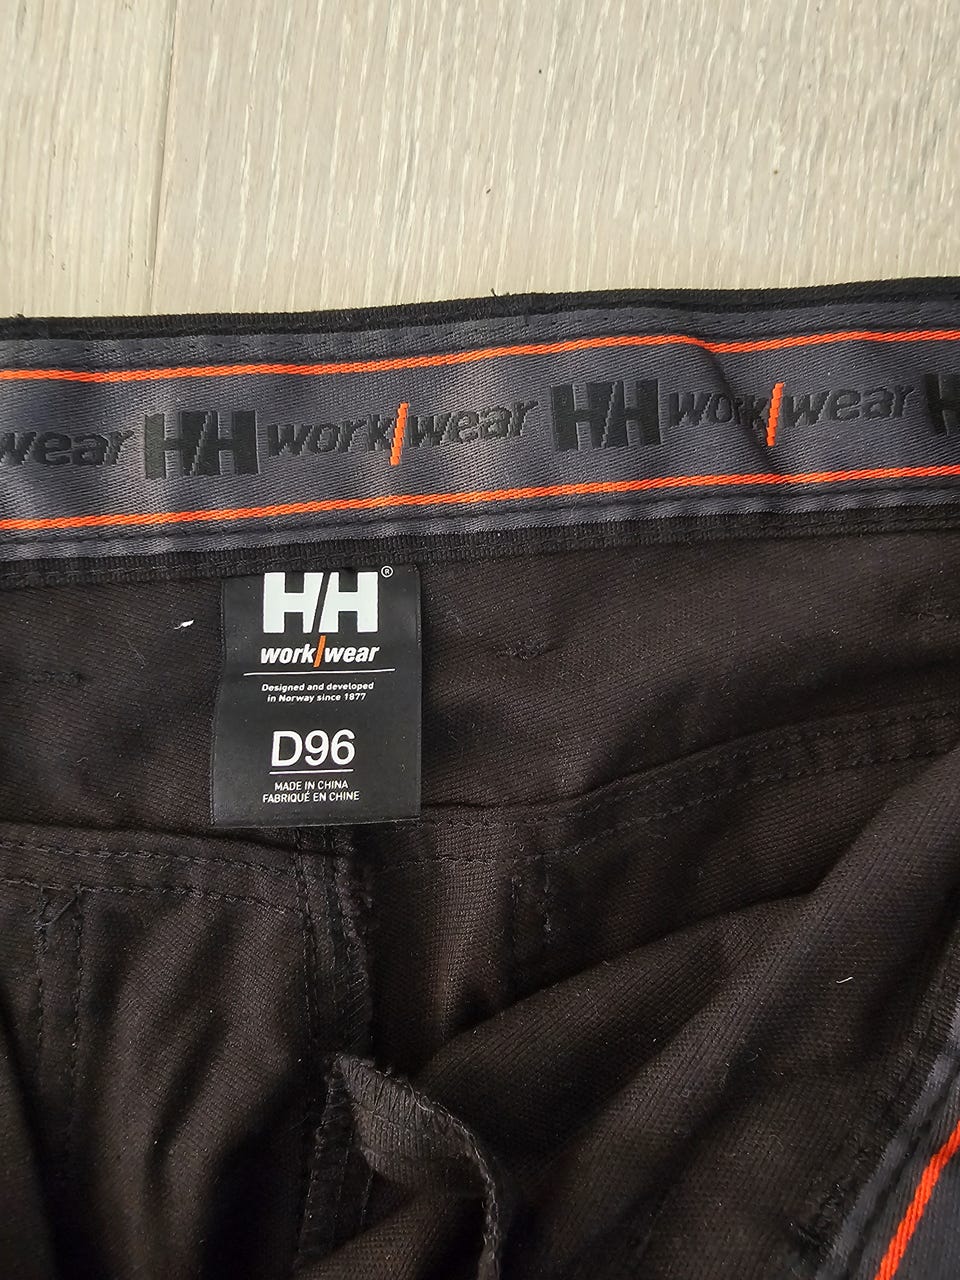 wear HH work/wear HH work/wear H
HH®
work/wear
Designed and developed
in Norway since 1877
D96
MADE IN CHINA
FABRIQUÉ EN CHINE